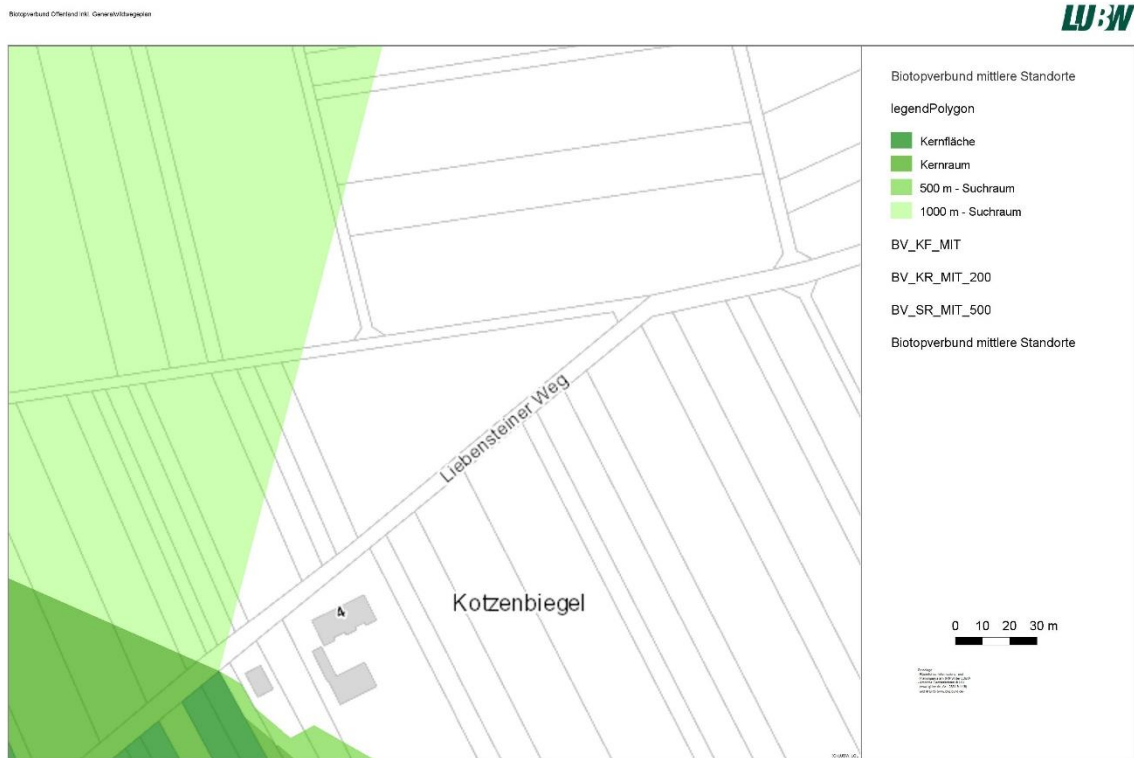 Biotopverbund Offenland inkl. Generalwildwegeplan
LUBW
Biotopverbund mittlere Standorte
legendPolygon
Kernfläche
Kernraum
500 m - Suchraum
1000 m - Suchraum
BV_KF_MIT
BV_KR_MIT_200
BV_SR_MIT_500
Biotopverbund mittlere Standorte
Liebensteiner Weg
4
Kotzenbiegel
0 10 20 30 m